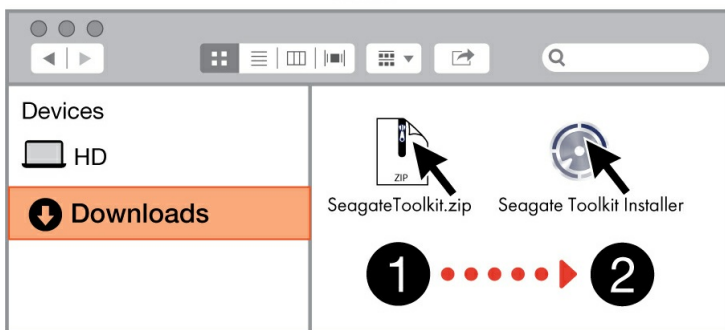 Devices
HD
Downloads
ZIP
SeagateToolkit.zip
Seagate Toolkit Installer
1
2